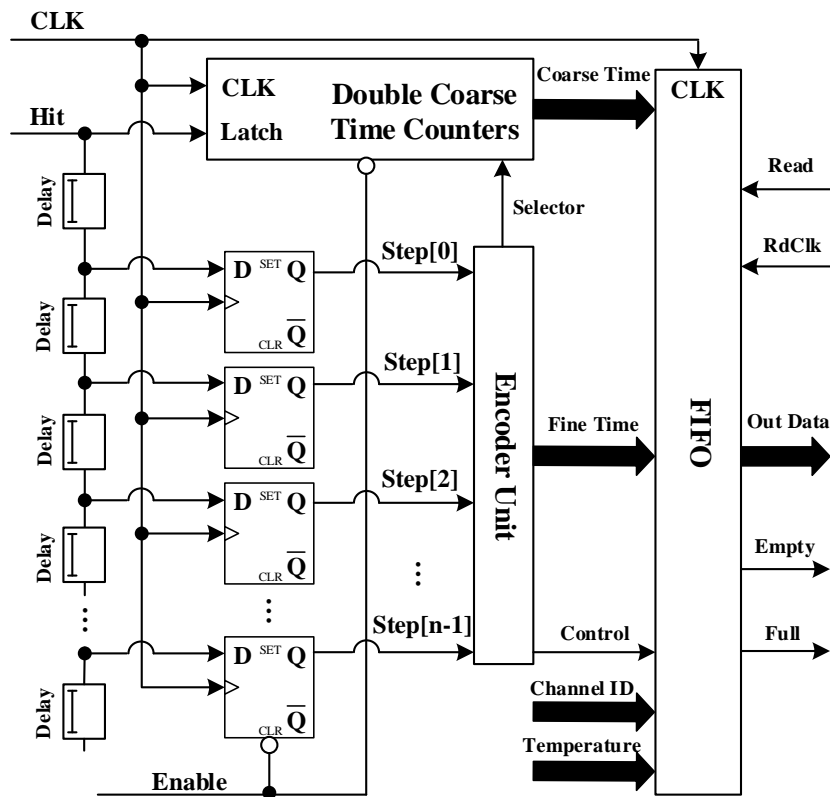 CLK
Hit
CLK
Latch
Double Coarse
Time Counters
Coarse Time
CLK
Read
RdClk
Selector
Delay
D SET Q
CLR Q
Step[0]
Delay
D SET Q
CLR Q
Step[1]
Delay
D SET Q
CLR Q
Step[2]
Delay
...
...
...
D SET Q
CLR Q
Step[n-1]
Delay
Encoder Unit
Fine Time
FIFO
Out Data
Empty
Full
Control
Channel ID
Temperature
Enable